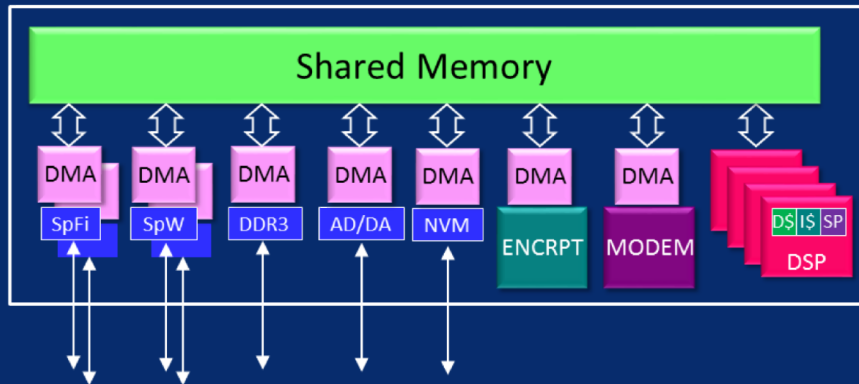 Shared Memory
DMA DMA DMA DMA DMA DMA DMA
SpFi SpW DDR3 AD/DA NVM
ENCRPT MODEM
D$ I$ SP
DSP